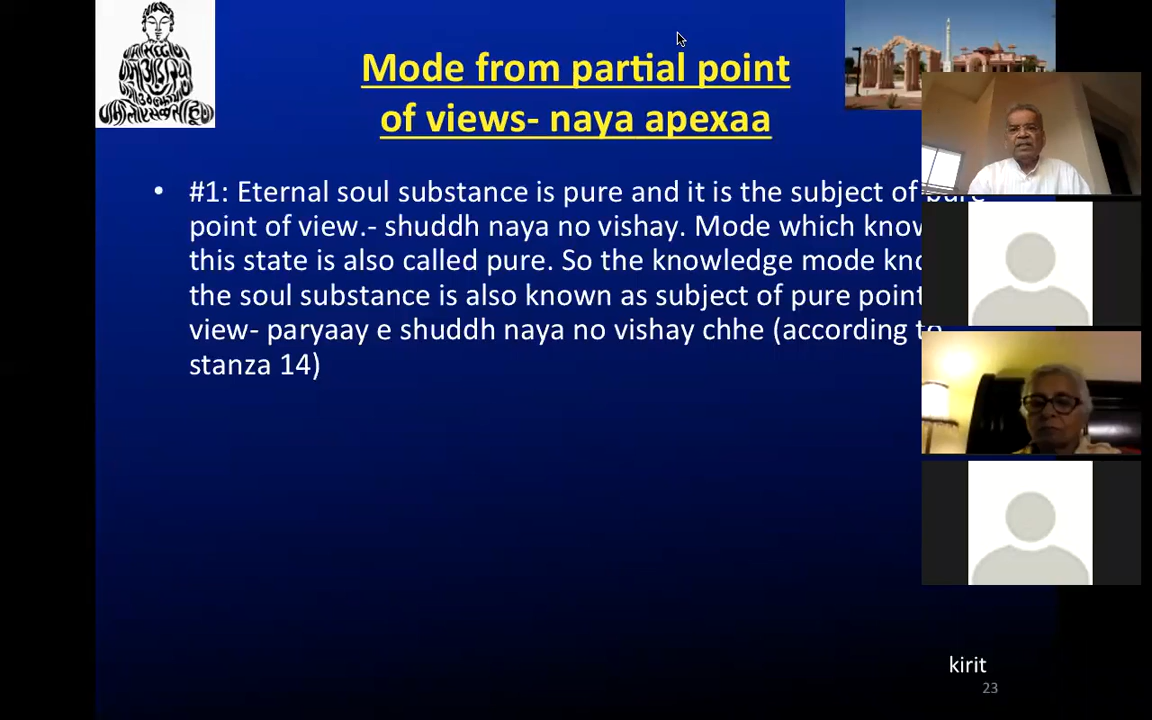 Mode from partial point
of views- naya apexaa
• #1: Eternal soul substance is pure and it is the subject of pure
point of view.- shuddh naya no vishay. Mode which know
this state is also called pure. So the knowledge mode kno
the soul substance is also known as subject of pure point
view- paryaay e shuddh naya no vishay chhe (according to
stanza 14)
kirit
23